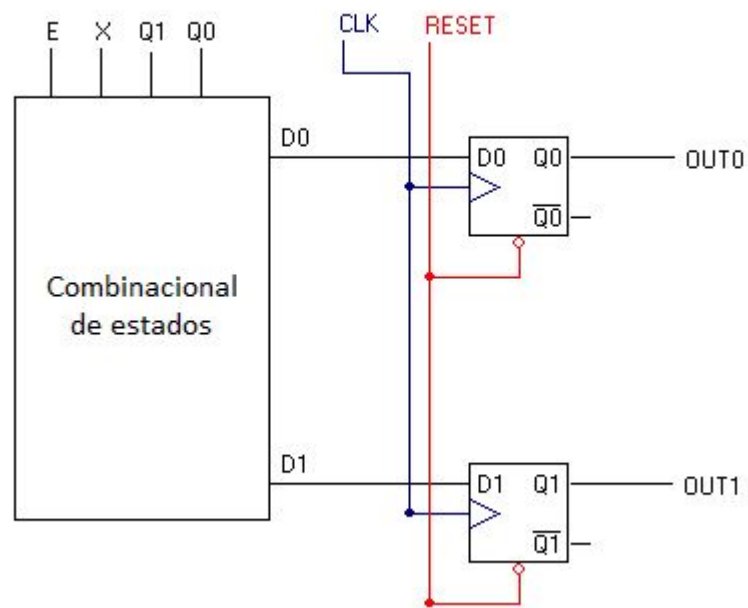 E X Q1 Q0
CLK
RESET
D0
D0 Q0
OUT0
Q0
Combinacional
de estados
D1
D1 Q1
OUT1
Q1